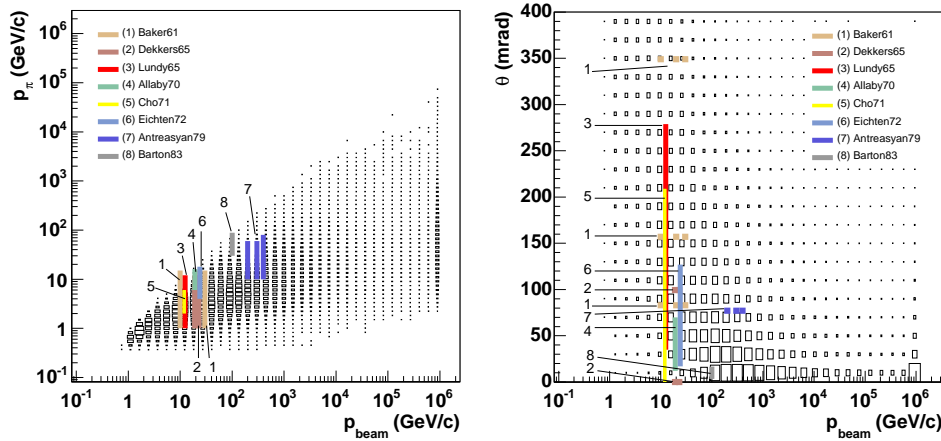 p_π (GeV/c)
10^6
10^5
10^4
10^3
10^2
10
1
10^-1
(1) Baker61
(2) Dekkers65
(3) Lundy65
(4) Allaby70
(5) Cho71
(6) Eichten72
(7) Antreasyan79
(8) Barton83
7
8
6
4
3
1
5
2 1
10^-1 1 10 10^2 10^3 10^4 10^5 10^6
p_beam (GeV/c)
θ (mrad)
400
350
300
250
200
150
100
50
0
(1) Baker61
(2) Dekkers65
(3) Lundy65
(4) Allaby70
(5) Cho71
(6) Eichten72
(7) Antreasyan79
(8) Barton83
1
3
5
1
6
2
1
7
4
8
2
10^-1 1 10 10^2 10^3 10^4 10^5 10^6
p_beam (GeV/c)